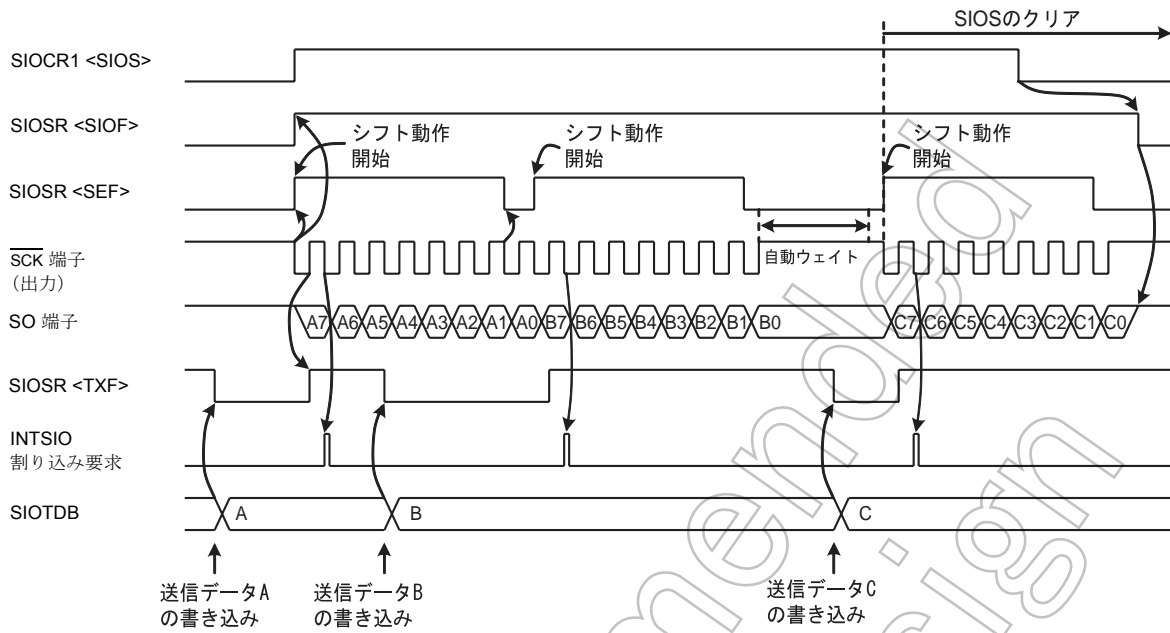 SIOSのクリア
SIOCR1 <SIOS>
SIOSR <SIOF>
シフト動作
開始
シフト動作
開始
シフト動作
開始
SIOSR <SEF>
SCK 端子
(出力)
自動ウェイト
SO 端子
A7 A6 A5 A4 A3 A2 A1 A0 B7 B6 B5 B4 B3 B2 B1 B0 C7 C6 C5 C4 C3 C2 C1 C0
SIOSR <TXF>
INTSIO
割り込み要求
SIOTDB
A B C
送信データA
の書き込み
送信データB
の書き込み
送信データC
の書き込み